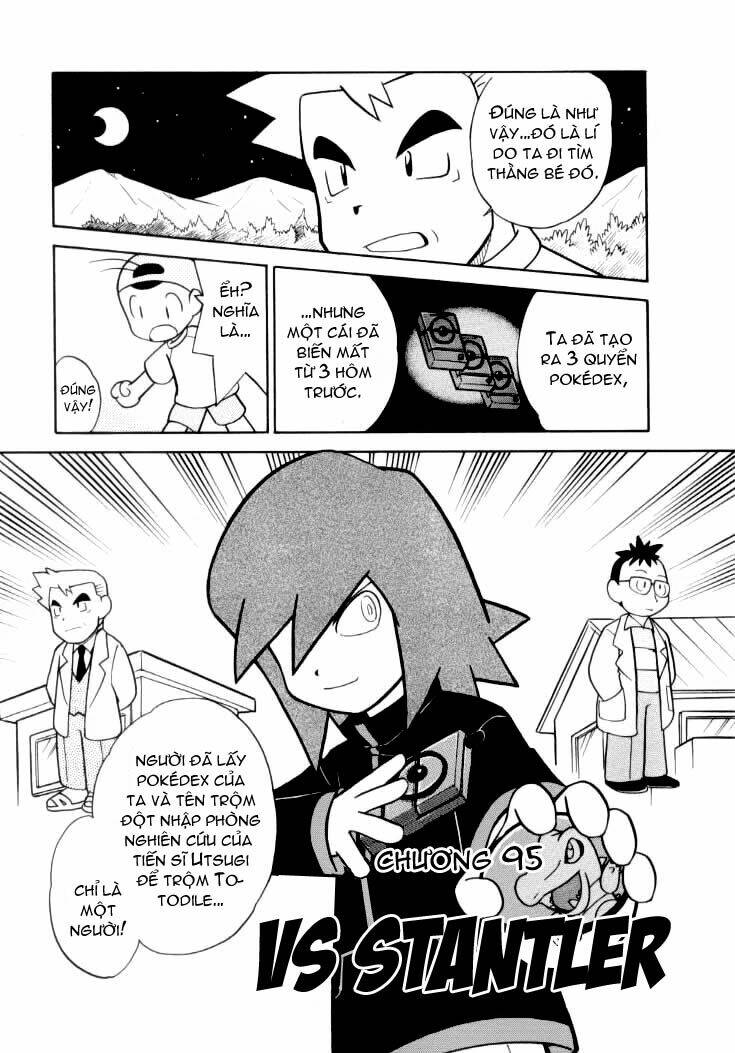 ĐÚNG LÀ NHƯ
VẬY...ĐÓ LÀ LÍ
DO TA ĐI TÌM
THẰNG BÉ ĐÓ.
TA ĐÃ TẠO
RA 3 QUYỂN
POKÉDEX,
...NHƯNG
MỘT CÁI ĐÃ
BIẾN MẤT
TỪ 3 HÔM
TRƯỚC.
ỂH?
NGHĨA
LÀ...
ĐÚNG
VẬY!
NGƯỜI ĐÃ LẤY
POKÉDEX CỦA
TA VÀ TÊN TRỘM
ĐỘT NHẬP PHÒNG
NGHIÊN CỨU CỦA
TIẾN SĨ UTSUGI
ĐỂ TRỘM TO-
TODILE...
CHỈ LÀ
MỘT
NGƯỜI!
CHƯƠNG 95
VS STANTLER